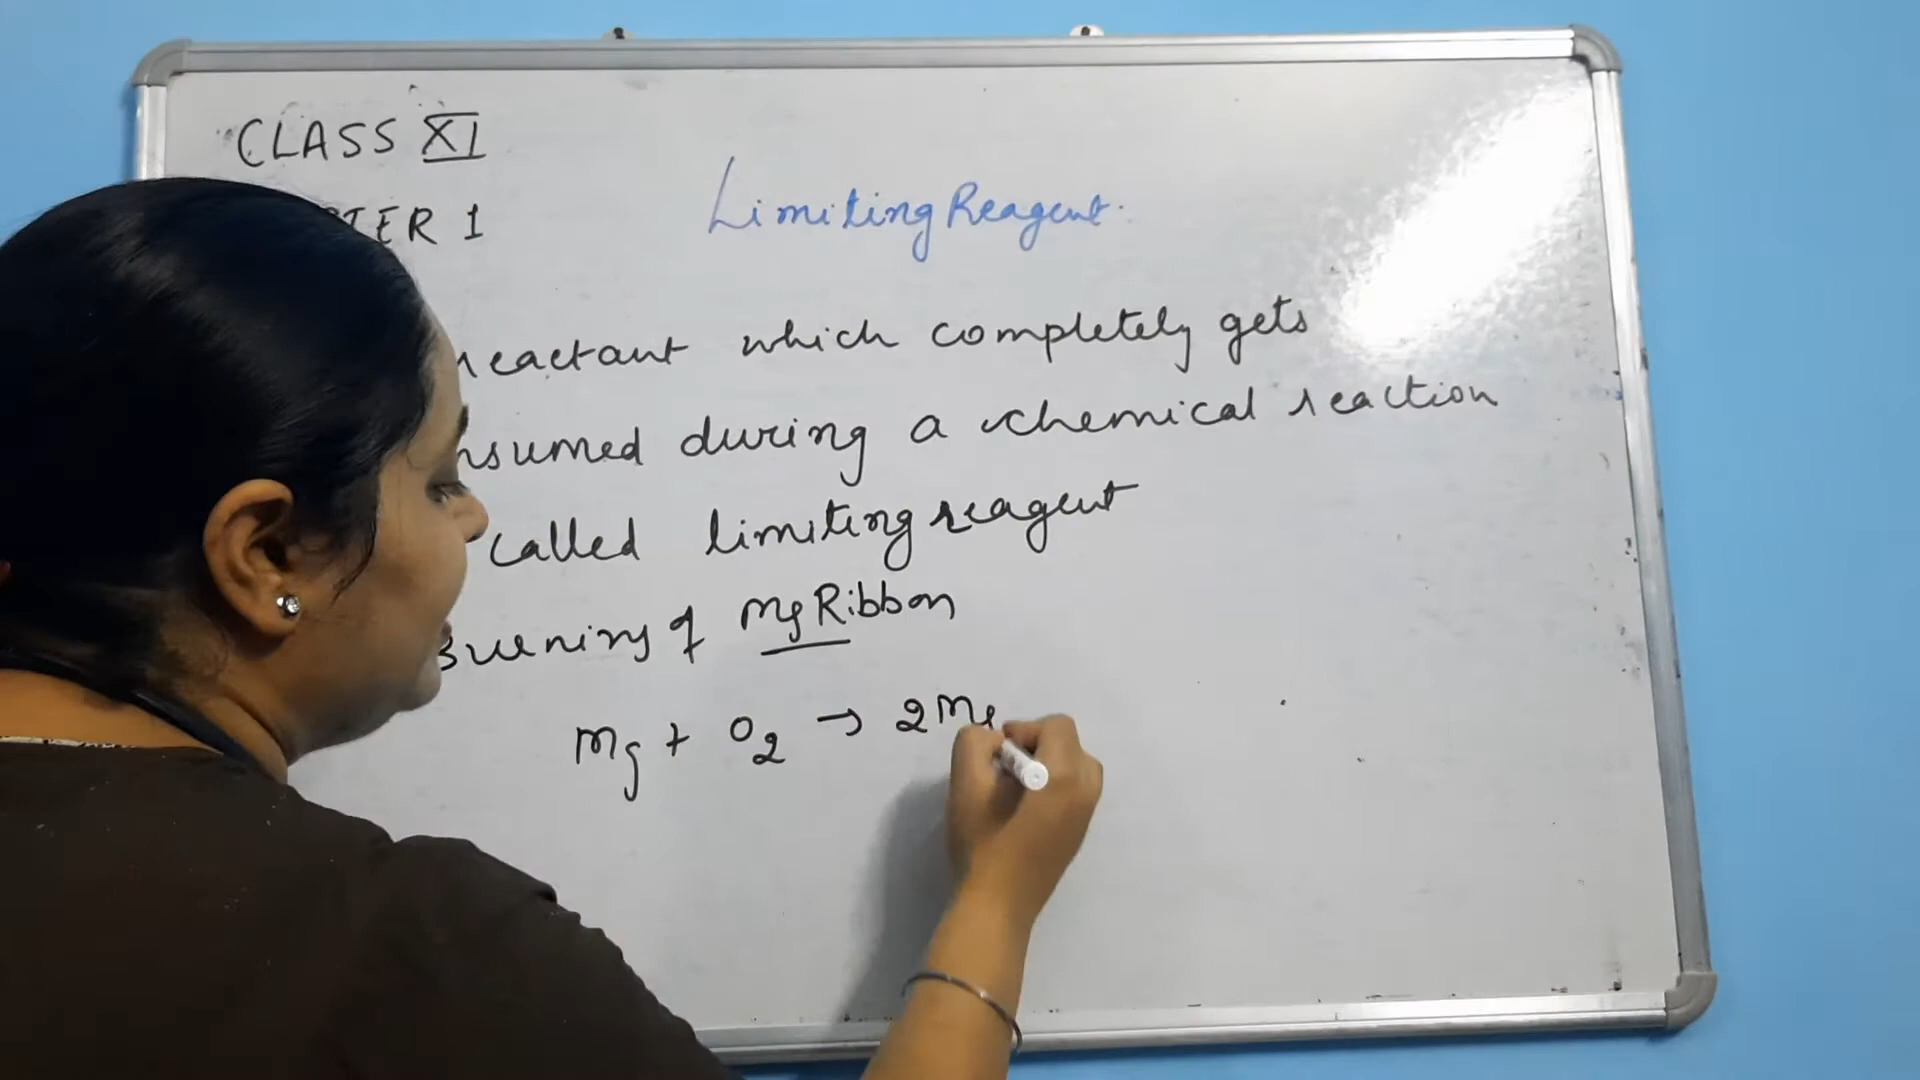 CLASS XI
TER 1
Limiting Reagent
reactant which completely gets
nsumed during a chemical reaction
called limiting reagent
Burning of Mg Ribbon
Mg + O2 → 2Mg